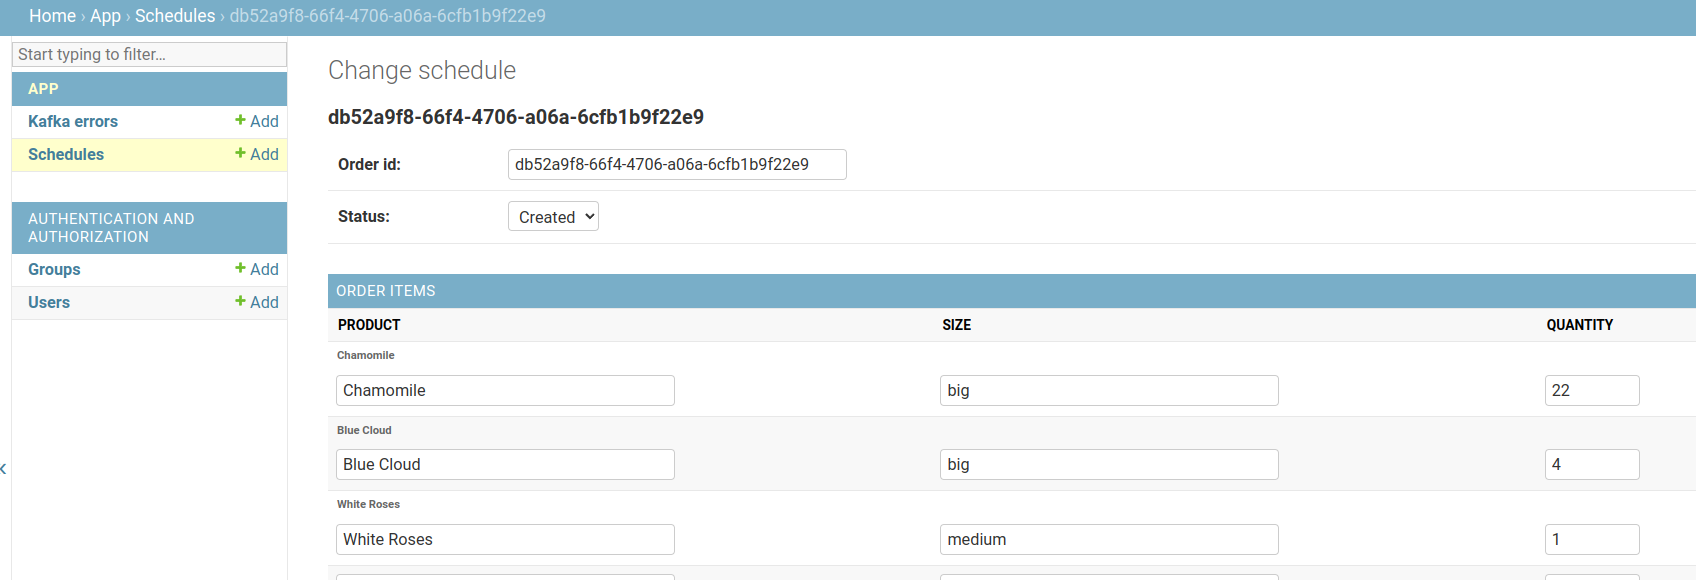 Home › App › Schedules › db52a9f8-66f4-4706-a06a-6cfb1b9f22e9
Start typing to filter...
APP
Kafka errors + Add
Schedules + Add
AUTHENTICATION AND
AUTHORIZATION
Groups + Add
Users + Add
Change schedule
db52a9f8-66f4-4706-a06a-6cfb1b9f22e9
Order id: db52a9f8-66f4-4706-a06a-6cfb1b9f22e9
Status: Created
ORDER ITEMS
PRODUCT SIZE QUANTITY
Chamomile
Chamomile big 22
Blue Cloud
Blue Cloud big 4
White Roses
White Roses medium 1